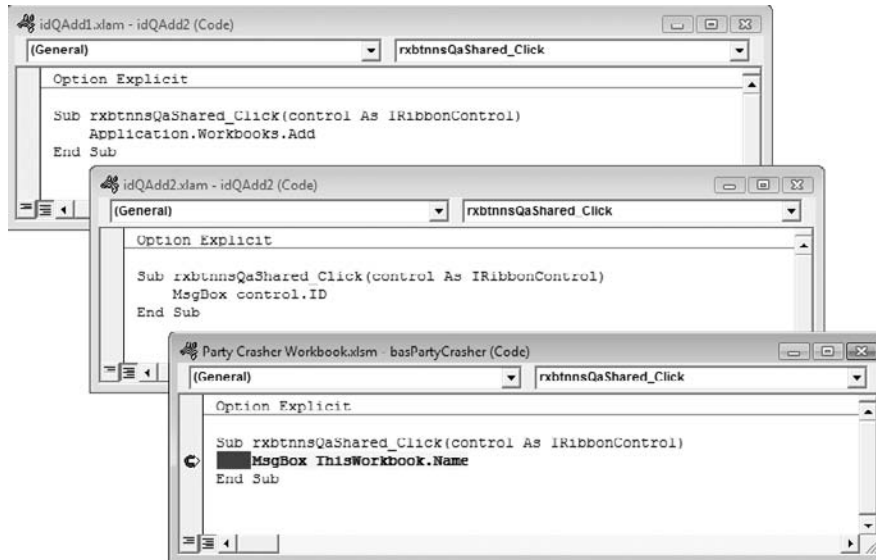 idQAdd1.xlam - idQAdd2 (Code)
(General) rxbtnnsQaShared_Click
Option Explicit
Sub rxbtnnsQaShared_Click(control As IRibbonControl)
Application.Workbooks.Add
End Sub
idQAdd2.xlam - idQAdd2 (Code)
(General) rxbtnnsQaShared_Click
Option Explicit
Sub rxbtnnsQaShared_Click(control As IRibbonControl)
MsgBox control.ID
End Sub
Party Crasher Workbook.xlsm - basPartyCrasher (Code)
(General) rxbtnnsQaShared_Click
Option Explicit
Sub rxbtnnsQaShared_Click(control As IRibbonControl)
MsgBox ThisWorkbook.Name
End Sub